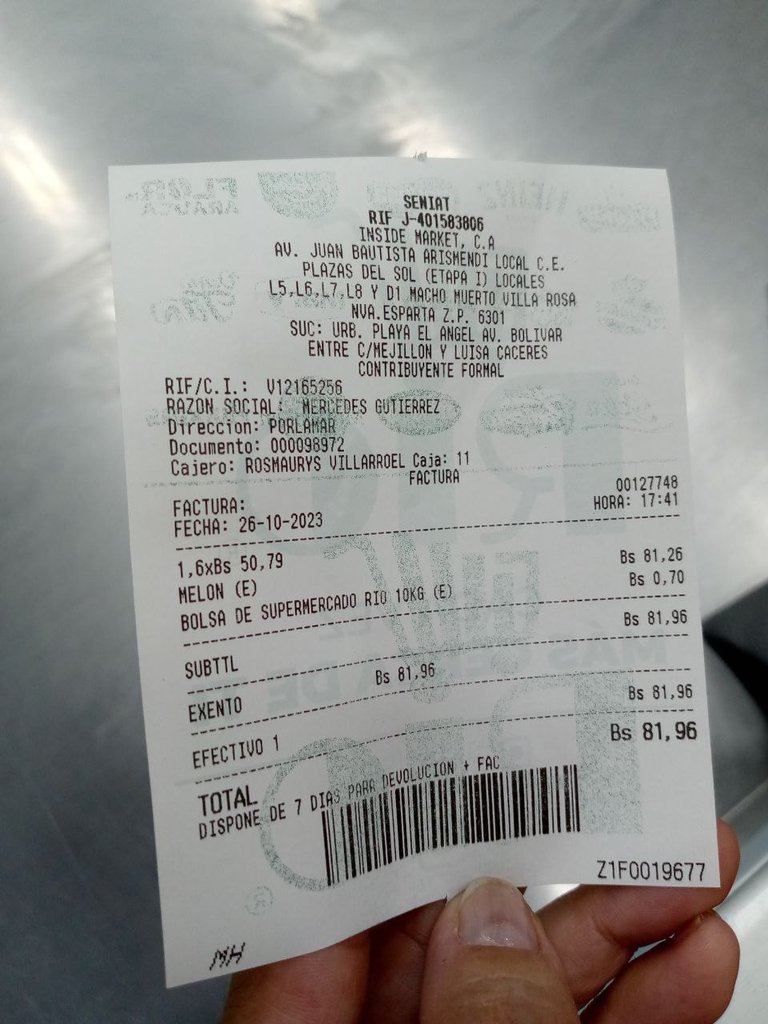 SENIAT
RIF J-401583806
INSIDE MARKET, C.A
AV. JUAN BAUTISTA ARISMENDI LOCAL C.E.
PLAZAS DEL SOL (ETAPA I) LOCALES
L5,L6,L7,L8 Y D1 MACHO MUERTO VILLA ROSA
NVA.ESPARTA Z.P. 6301
SUC: URB. PLAYA EL ANGEL AV. BOLIVAR
ENTRE C/MEJILLON Y LUISA CACERES
CONTRIBUYENTE FORMAL
RIF/C.I.: V12165256
RAZON SOCIAL: MERCEDES GUTIERREZ
Direccion: PORLAMAR
Documento: 000098972
Cajero: ROSMAURYS VILLARROEL Caja: 11
FACTURA
FACTURA: 00127748
FECHA: 26-10-2023 HORA: 17:41
1,6xBs 50,79
MELON (E) Bs 81,26
BOLSA DE SUPERMERCADO RIO 10KG (E) Bs 0,70
SUBTTL Bs 81,96
EXENTO Bs 81,96
EFECTIVO 1 Bs 81,96
TOTAL Bs 81,96
DISPONE DE 7 DIAS PARA DEVOLUCION + FAC
MH Z1F0019677